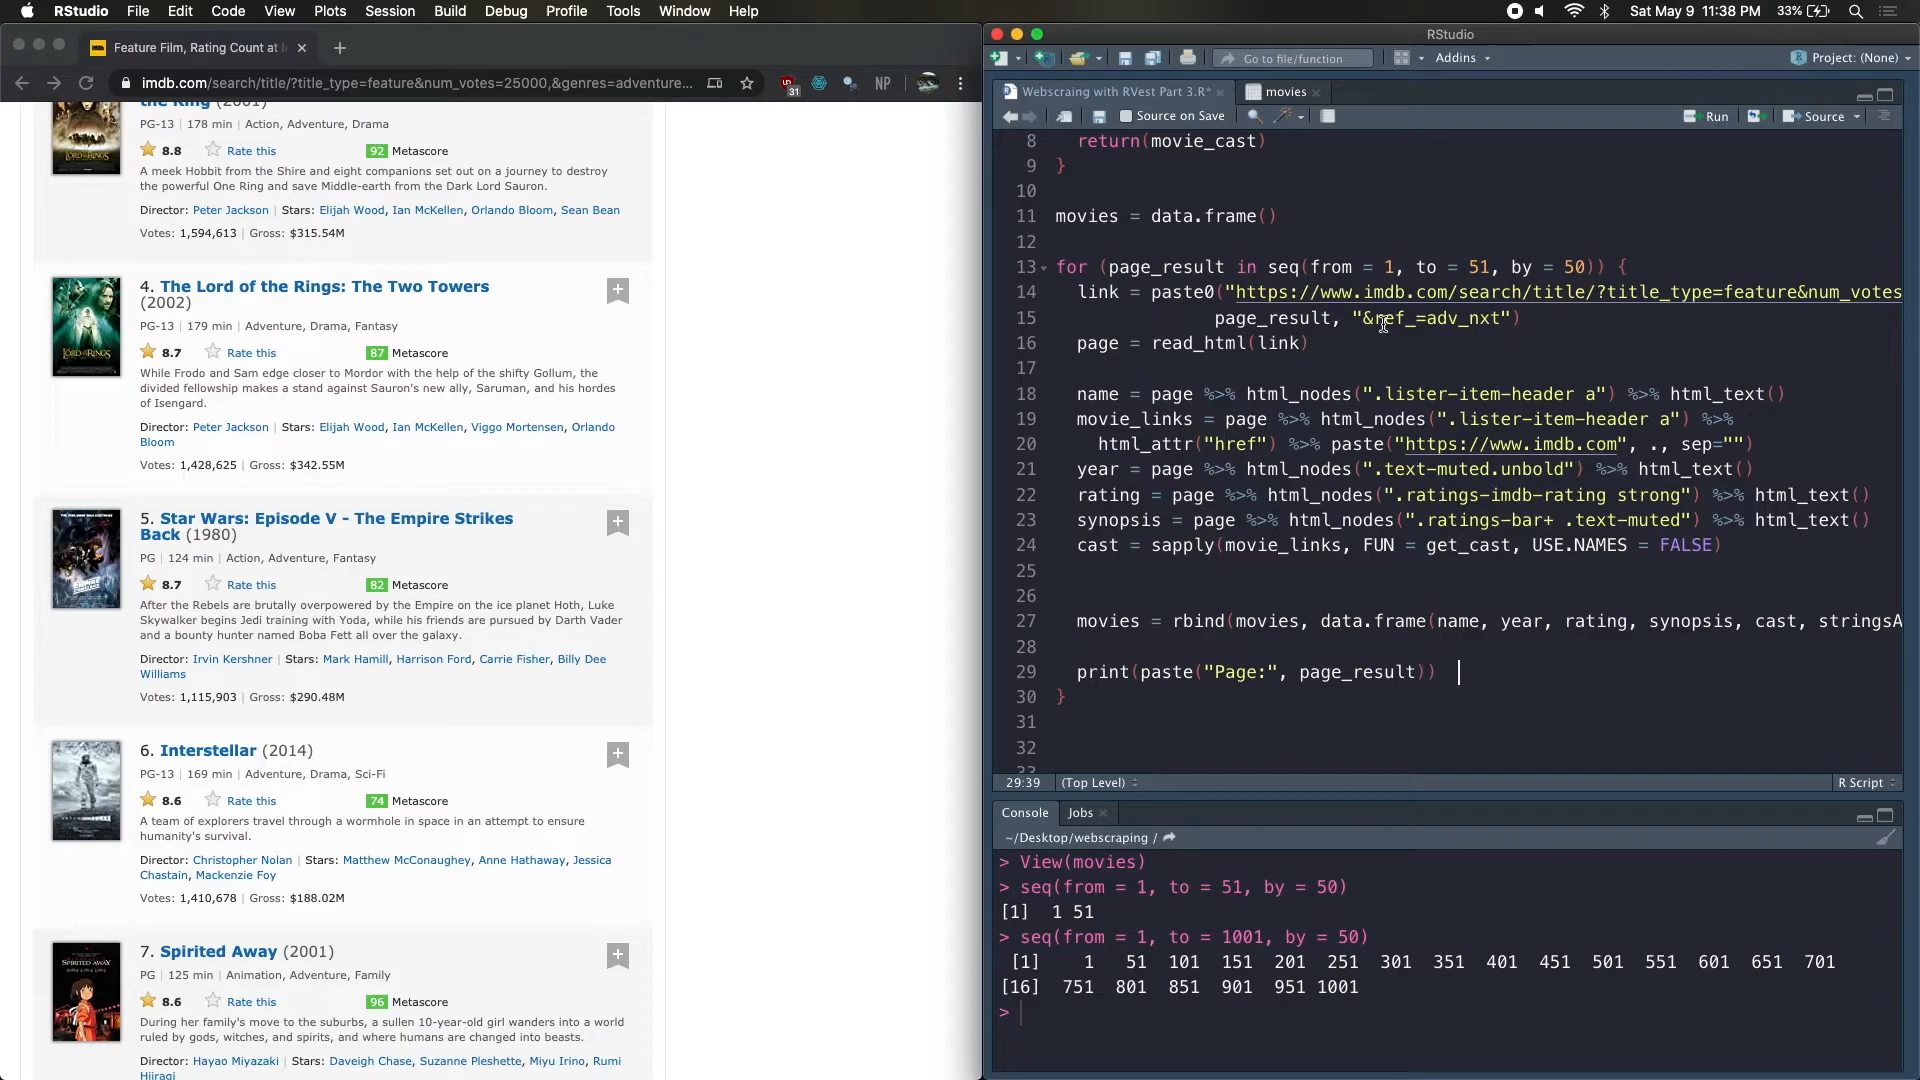 RStudio File Edit Code View Plots Session Build Debug Profile Tools Window Help
Sat May 9 11:38 PM 33%
Feature Film, Rating Count at l
imdb.com/search/title/?title_type=feature&num_votes=25000,&genres=adventure...
31
NP
the Ring (2001)
PG-13 | 178 min | Action, Adventure, Drama
8.8 Rate this 92 Metascore
A meek Hobbit from the Shire and eight companions set out on a journey to destroy
the powerful One Ring and save Middle-earth from the Dark Lord Sauron.
Director: Peter Jackson | Stars: Elijah Wood, Ian McKellen, Orlando Bloom, Sean Bean
Votes: 1,594,613 | Gross: $315.54M
4. The Lord of the Rings: The Two Towers
(2002)
PG-13 | 179 min | Adventure, Drama, Fantasy
8.7 Rate this 87 Metascore
While Frodo and Sam edge closer to Mordor with the help of the shifty Gollum, the
divided fellowship makes a stand against Sauron's new ally, Saruman, and his hordes
of Isengard.
Director: Peter Jackson | Stars: Elijah Wood, Ian McKellen, Viggo Mortensen, Orlando
Bloom
Votes: 1,428,625 | Gross: $342.55M
5. Star Wars: Episode V - The Empire Strikes
Back (1980)
PG | 124 min | Action, Adventure, Fantasy
8.7 Rate this 82 Metascore
After the Rebels are brutally overpowered by the Empire on the ice planet Hoth, Luke
Skywalker begins Jedi training with Yoda, while his friends are pursued by Darth Vader
and a bounty hunter named Boba Fett all over the galaxy.
Director: Irvin Kershner | Stars: Mark Hamill, Harrison Ford, Carrie Fisher, Billy Dee
Williams
Votes: 1,115,903 | Gross: $290.48M
6. Interstellar (2014)
PG-13 | 169 min | Adventure, Drama, Sci-Fi
8.6 Rate this 74 Metascore
A team of explorers travel through a wormhole in space in an attempt to ensure
humanity's survival.
Director: Christopher Nolan | Stars: Matthew McConaughey, Anne Hathaway, Jessica
Chastain, Mackenzie Foy
Votes: 1,410,678 | Gross: $188.02M
7. Spirited Away (2001)
PG | 125 min | Animation, Adventure, Family
8.6 Rate this 96 Metascore
During her family's move to the suburbs, a sullen 10-year-old girl wanders into a world
ruled by gods, witches, and spirits, and where humans are changed into beasts.
Director: Hayao Miyazaki | Stars: Daveigh Chase, Suzanne Pleshette, Miyu Irino, Rumi
Hiiragi
RStudio
Go to file/function Addins Project: (None)
Webscraing with RVest Part 3.R* movies
Source on Save Run Source
8 return(movie_cast)
9 }
10
11 movies = data.frame()
12
13 for (page_result in seq(from = 1, to = 51, by = 50)) {
14 link = paste0("https://www.imdb.com/search/title/?title_type=feature&num_votes
15 page_result, "&ref_=adv_nxt")
16 page = read_html(link)
17
18 name = page %>% html_nodes(".lister-item-header a") %>% html_text()
19 movie_links = page %>% html_nodes(".lister-item-header a") %>%
20 html_attr("href") %>% paste("https://www.imdb.com", ., sep="")
21 year = page %>% html_nodes(".text-muted.unbold") %>% html_text()
22 rating = page %>% html_nodes(".ratings-imdb-rating strong") %>% html_text()
23 synopsis = page %>% html_nodes(".ratings-bar+ .text-muted") %>% html_text()
24 cast = sapply(movie_links, FUN = get_cast, USE.NAMES = FALSE)
25
26
27 movies = rbind(movies, data.frame(name, year, rating, synopsis, cast, stringsA
28
29 print(paste("Page:", page_result))
30 }
31
32
33
29:39 (Top Level) R Script
Console Jobs
~/Desktop/webscraping/
> View(movies)
> seq(from = 1, to = 51, by = 50)
[1] 1 51
> seq(from = 1, to = 1001, by = 50)
[1] 1 51 101 151 201 251 301 351 401 451 501 551 601 651 701
[16] 751 801 851 901 951 1001
>